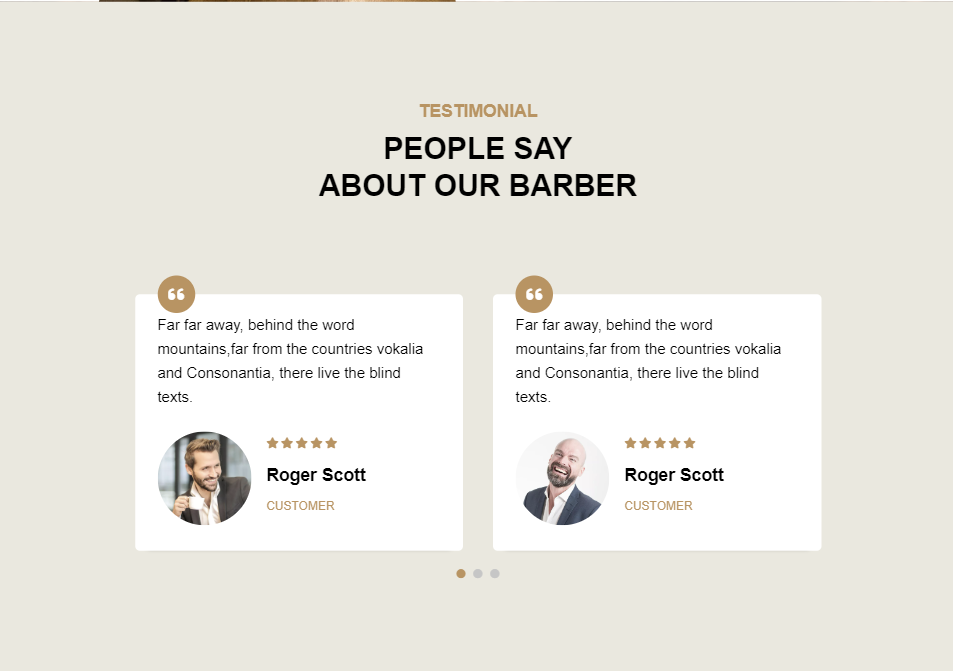 TESTIMONIAL
PEOPLE SAY
ABOUT OUR BARBER
Far far away, behind the word
mountains,far from the countries vokalia
and Consonantia, there live the blind
texts.
Roger Scott
CUSTOMER
Far far away, behind the word
mountains,far from the countries vokalia
and Consonantia, there live the blind
texts.
Roger Scott
CUSTOMER